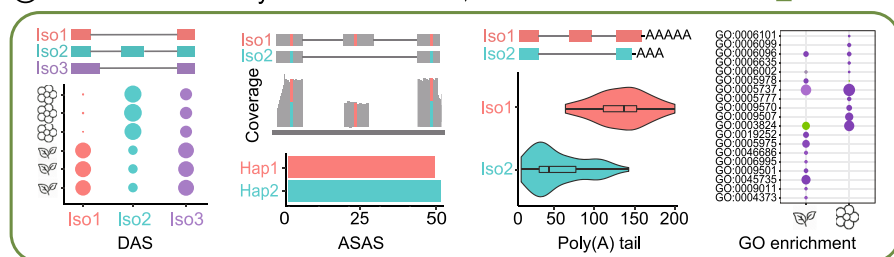 Iso1
Iso2
Iso3
Iso1 Iso2 Iso3
DAS
Iso1
Iso2
Coverage
Hap1
Hap2
0 25 50
ASAS
Iso1 AAAAA
Iso2 AAA
Iso1
Iso2
0 50 100 150 200
Poly(A) tail
GO:0006101
GO:0006099
GO:0006096
GO:0006635
GO:0006002
GO:0005978
GO:0005737
GO:0005777
GO:0009570
GO:0009507
GO:0003824
GO:0019252
GO:0005975
GO:0046686
GO:0006995
GO:0009501
GO:0045735
GO:0009011
GO:0004373
GO enrichment